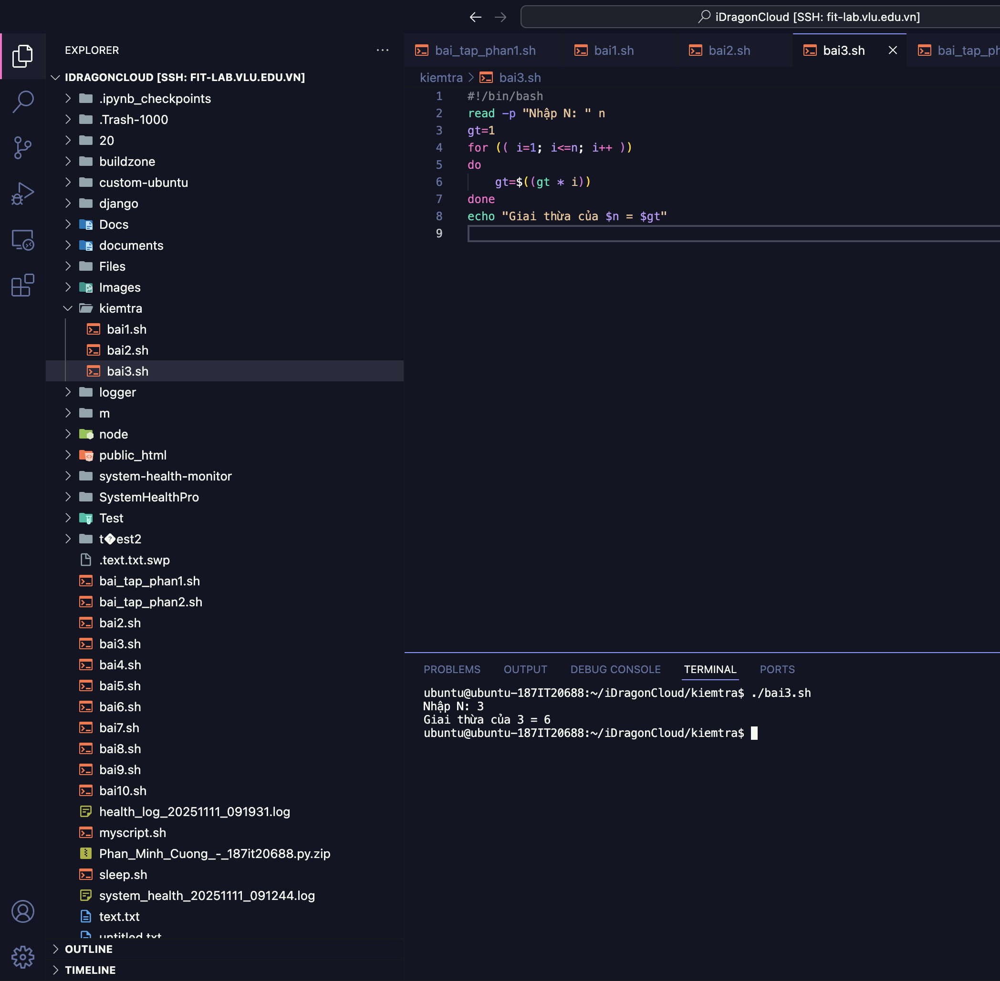 iDragonCloud [SSH: fit-lab.vlu.edu.vn]
EXPLORER
IDRAGONCLOUD [SSH: FIT-LAB.VLU.EDU.VN]
.ipynb_checkpoints
.Trash-1000
20
buildzone
custom-ubuntu
django
Docs
documents
Files
Images
kiemtra
bai1.sh
bai2.sh
bai3.sh
logger
m
node
public_html
system-health-monitor
SystemHealthPro
Test
t�est2
.text.txt.swp
bai_tap_phan1.sh
bai_tap_phan2.sh
bai2.sh
bai3.sh
bai4.sh
bai5.sh
bai6.sh
bai7.sh
bai8.sh
bai9.sh
bai10.sh
health_log_20251111_091931.log
myscript.sh
Phan_Minh_Cuong_-_187it20688.py.zip
sleep.sh
system_health_20251111_091244.log
text.txt
untitled.txt
OUTLINE
TIMELINE
bai_tap_phan1.sh bai1.sh bai2.sh bai3.sh bai_tap_ph
kiemtra > bai3.sh
1 #!/bin/bash
2 read -p "Nhập N: " n
3 gt=1
4 for (( i=1; i<=n; i++ ))
5 do
6 gt=$((gt * i))
7 done
8 echo "Giai thừa của $n = $gt"
9
PROBLEMS OUTPUT DEBUG CONSOLE TERMINAL PORTS
ubuntu@ubuntu-187IT20688:~/iDragonCloud/kiemtra$ ./bai3.sh
Nhập N: 3
Giai thừa của 3 = 6
ubuntu@ubuntu-187IT20688:~/iDragonCloud/kiemtra$